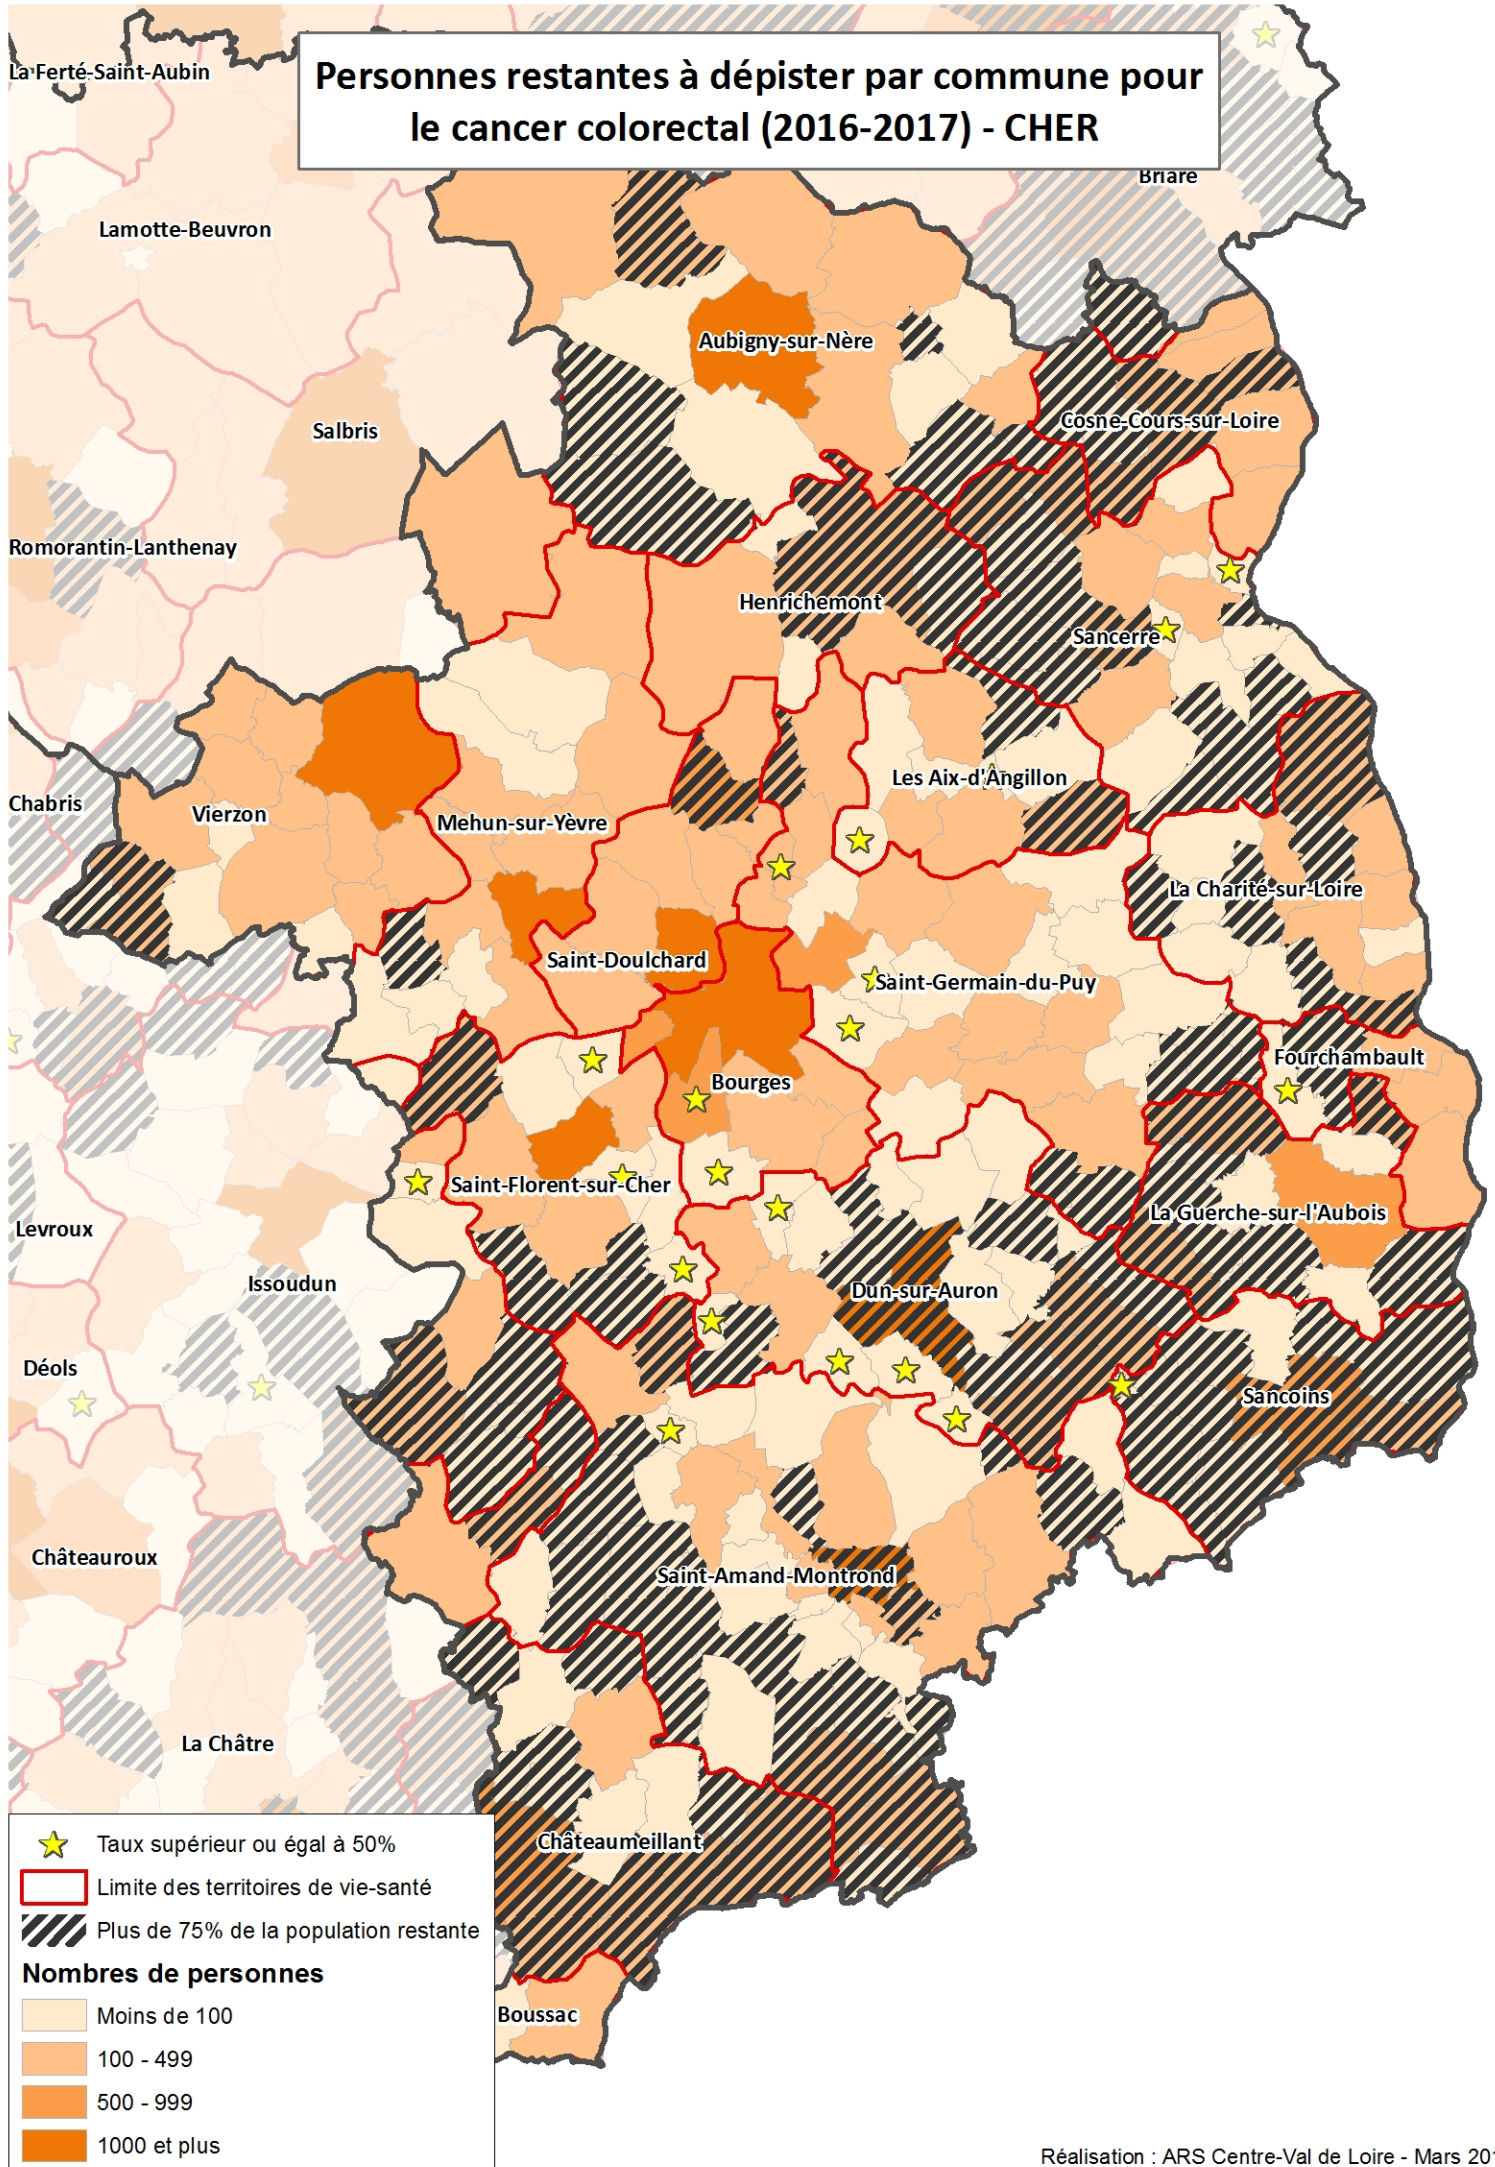 Personnes restantes à dépister par commune pour
le cancer colorectal (2016-2017) - CHER
La Ferté-Saint-Aubin
Briare
Lamotte-Beuvron
Aubigny-sur-Nère
Cosne-Cours-sur-Loire
Salbris
Romorantin-Lanthenay
Henrichemont
Sancerre
Les Aix-d'Angillon
Chabris
Vierzon
Mehun-sur-Yèvre
La Charité-sur-Loire
Saint-Doulchard
Saint-Germain-du-Puy
Fourchambault
Bourges
Saint-Florent-sur-Cher
La Guerche-sur-l'Aubois
Levroux
Issoudun
Dun-sur-Auron
Déols
Sancoins
Châteauroux
Saint-Amand-Montrond
La Châtre
Châteaumeillant
Boussac
Taux supérieur ou égal à 50%
Limite des territoires de vie-santé
Plus de 75% de la population restante
Nombres de personnes
Moins de 100
100 - 499
500 - 999
1000 et plus
Réalisation : ARS Centre-Val de Loire - Mars 201